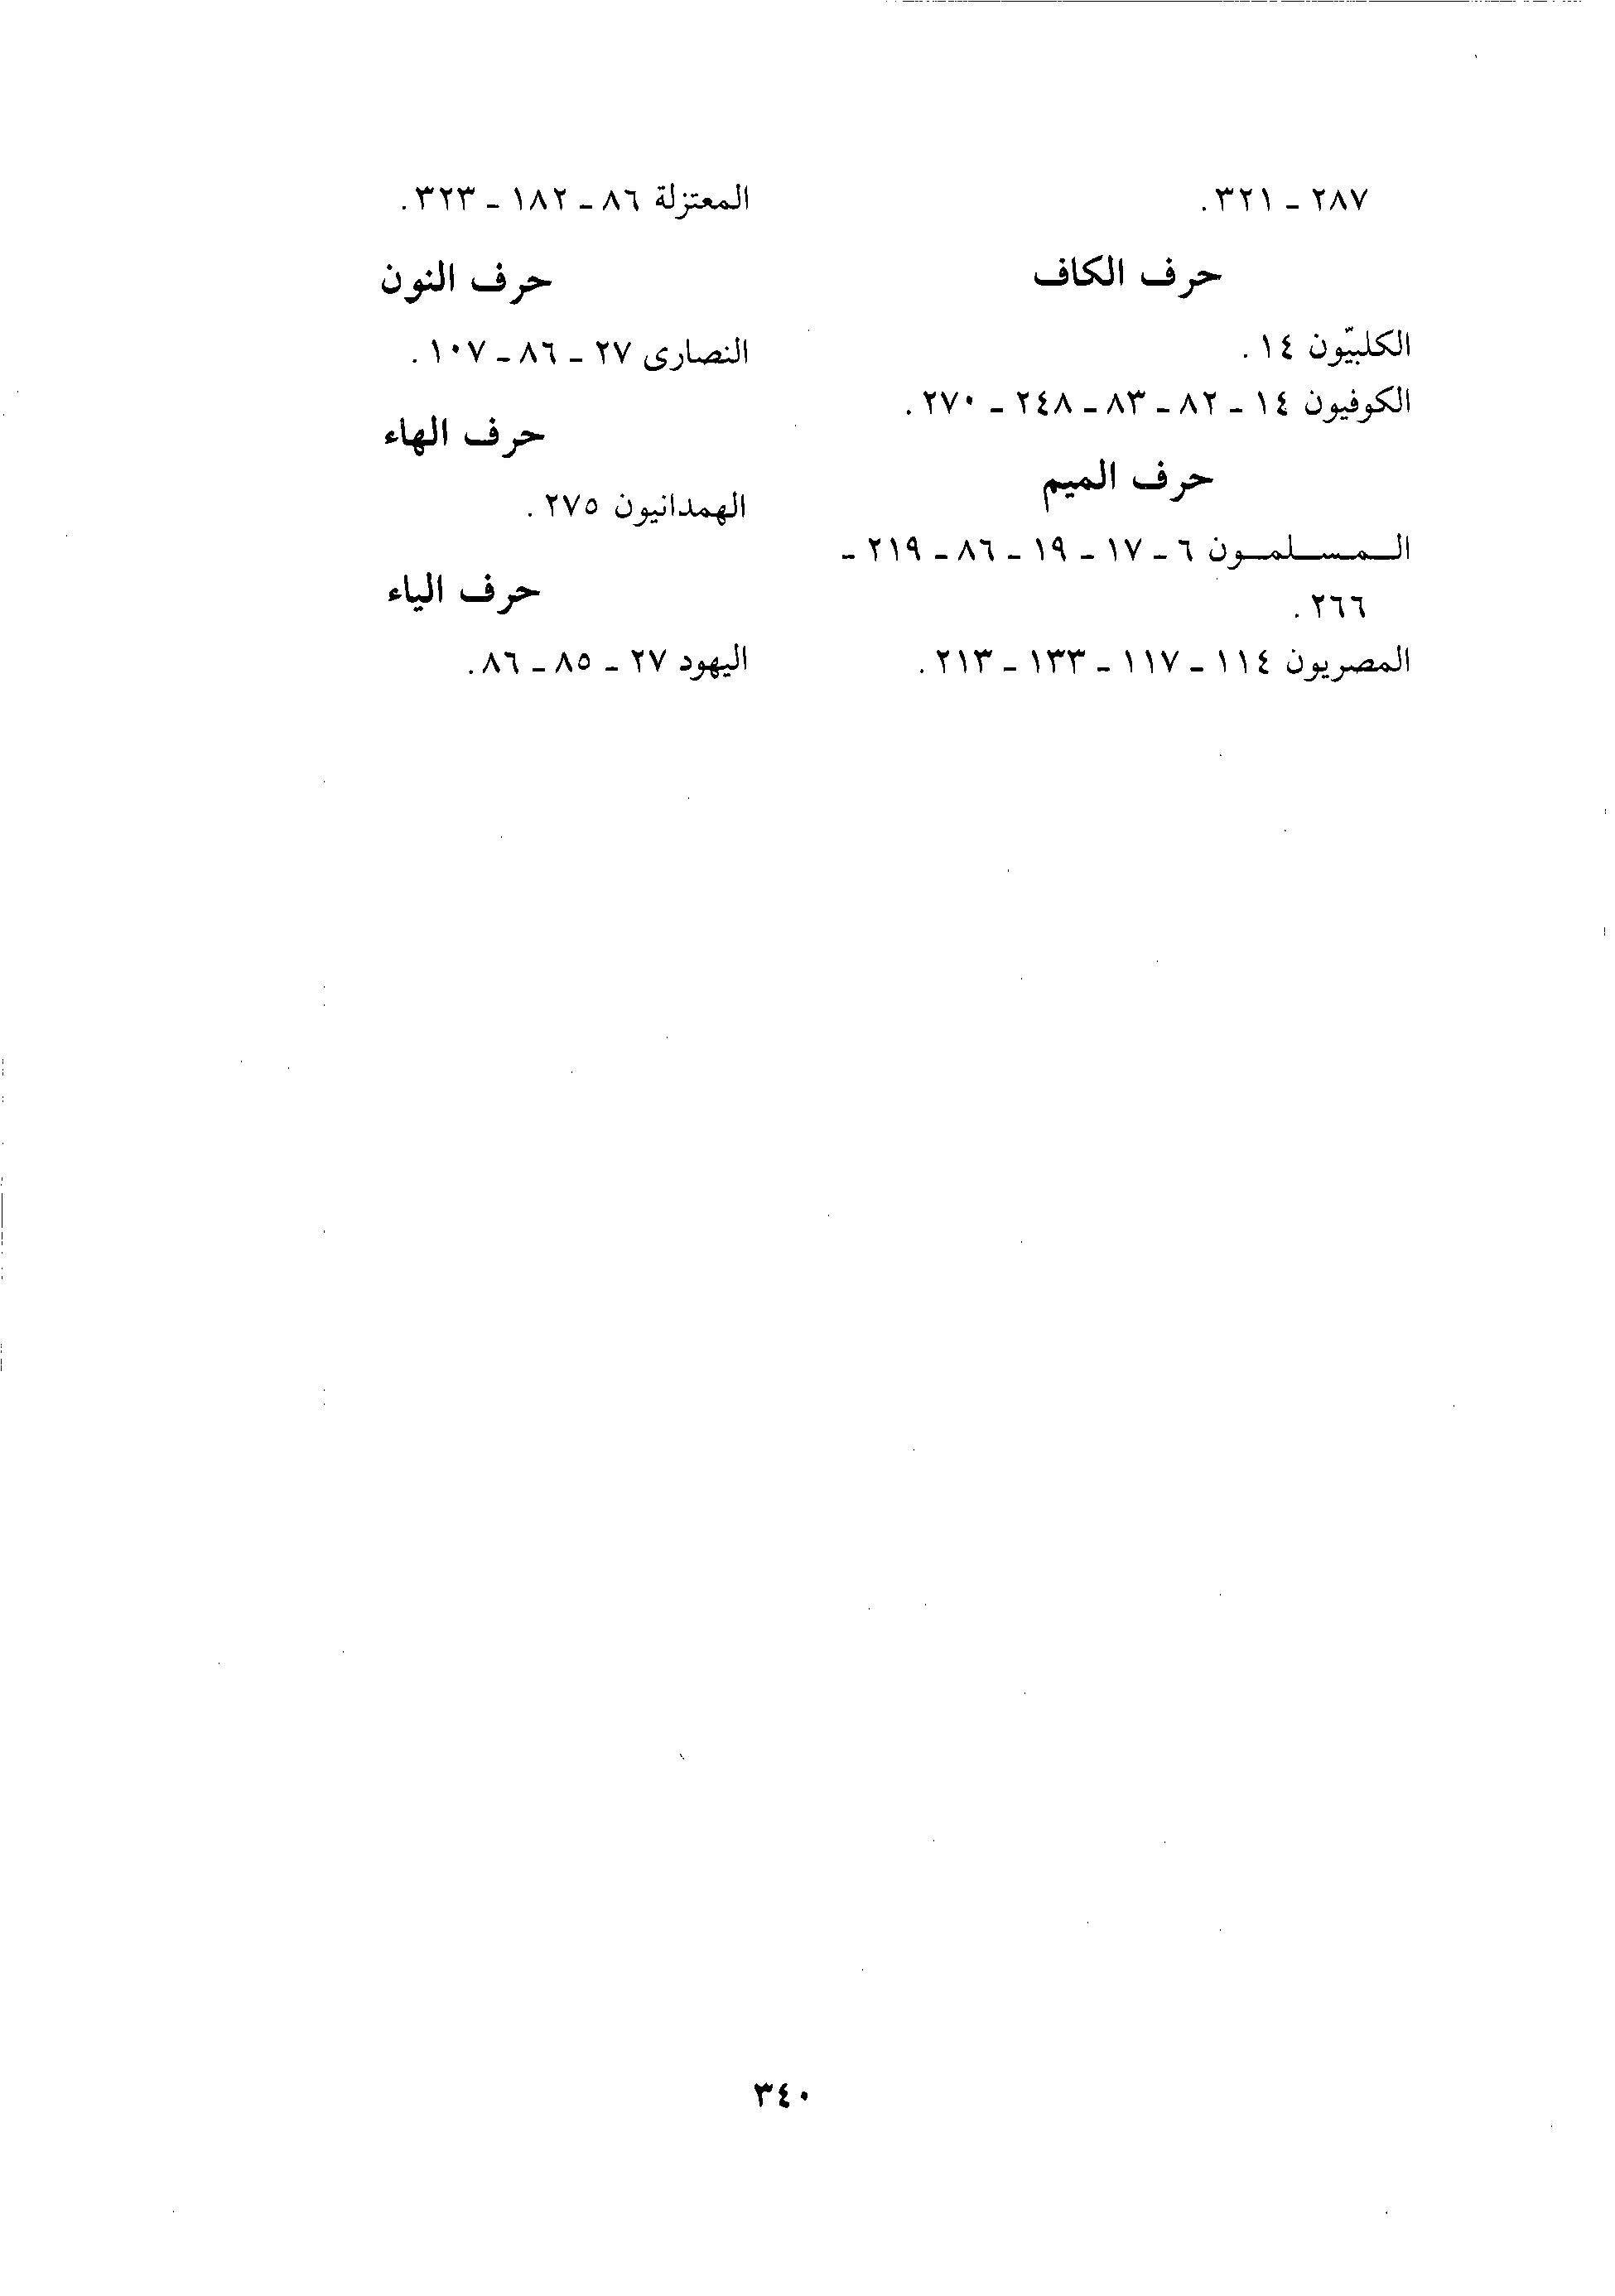 ٢٨٧ - ٣٢١.
حرف الكاف
الكلبيّون ١٤.
الكوفيون ١٤ - ٨٢ - ٨٣ - ٢٤٨ - ٢٧٠.
حرف الميم
الـمـسـلـمـون ٦ - ١٧ - ١٩ - ٨٦ - ٢١٩ -
٢٦٦.
المصريون ١١٤ - ١١٧ - ١٣٣ - ٢١٣.
المعتزلة ٨٦ - ١٨٢ - ٣٢٣.
حرف النون
النصارى ٢٧ - ٨٦ - ١٠٧.
حرف الهاء
الهمدانيون ٢٧٥.
حرف الياء
اليهود ٢٧ - ٨٥ - ٨٦.
٣٤٠